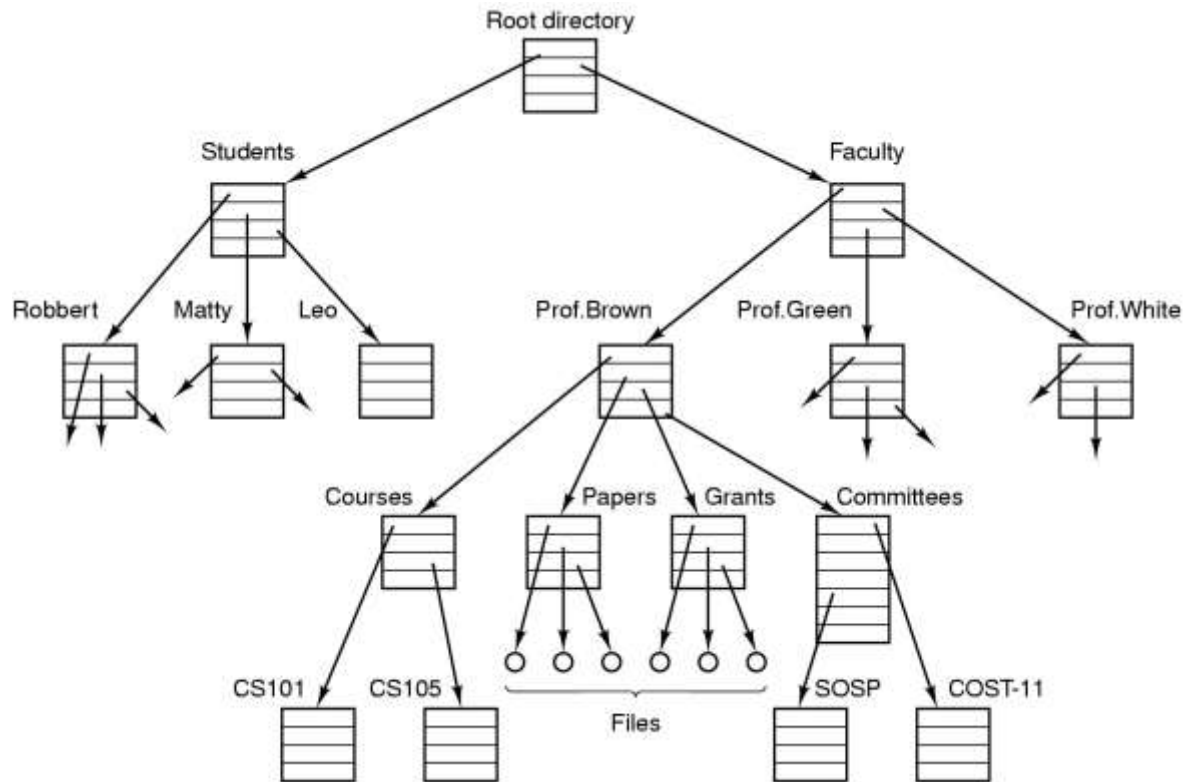 Root directory
Students
Faculty
Robbert
Matty
Leo
Prof.Brown
Prof.Green
Prof.White
Courses
Papers
Grants
Committees
CS101
CS105
SOSP
COST-11
Files